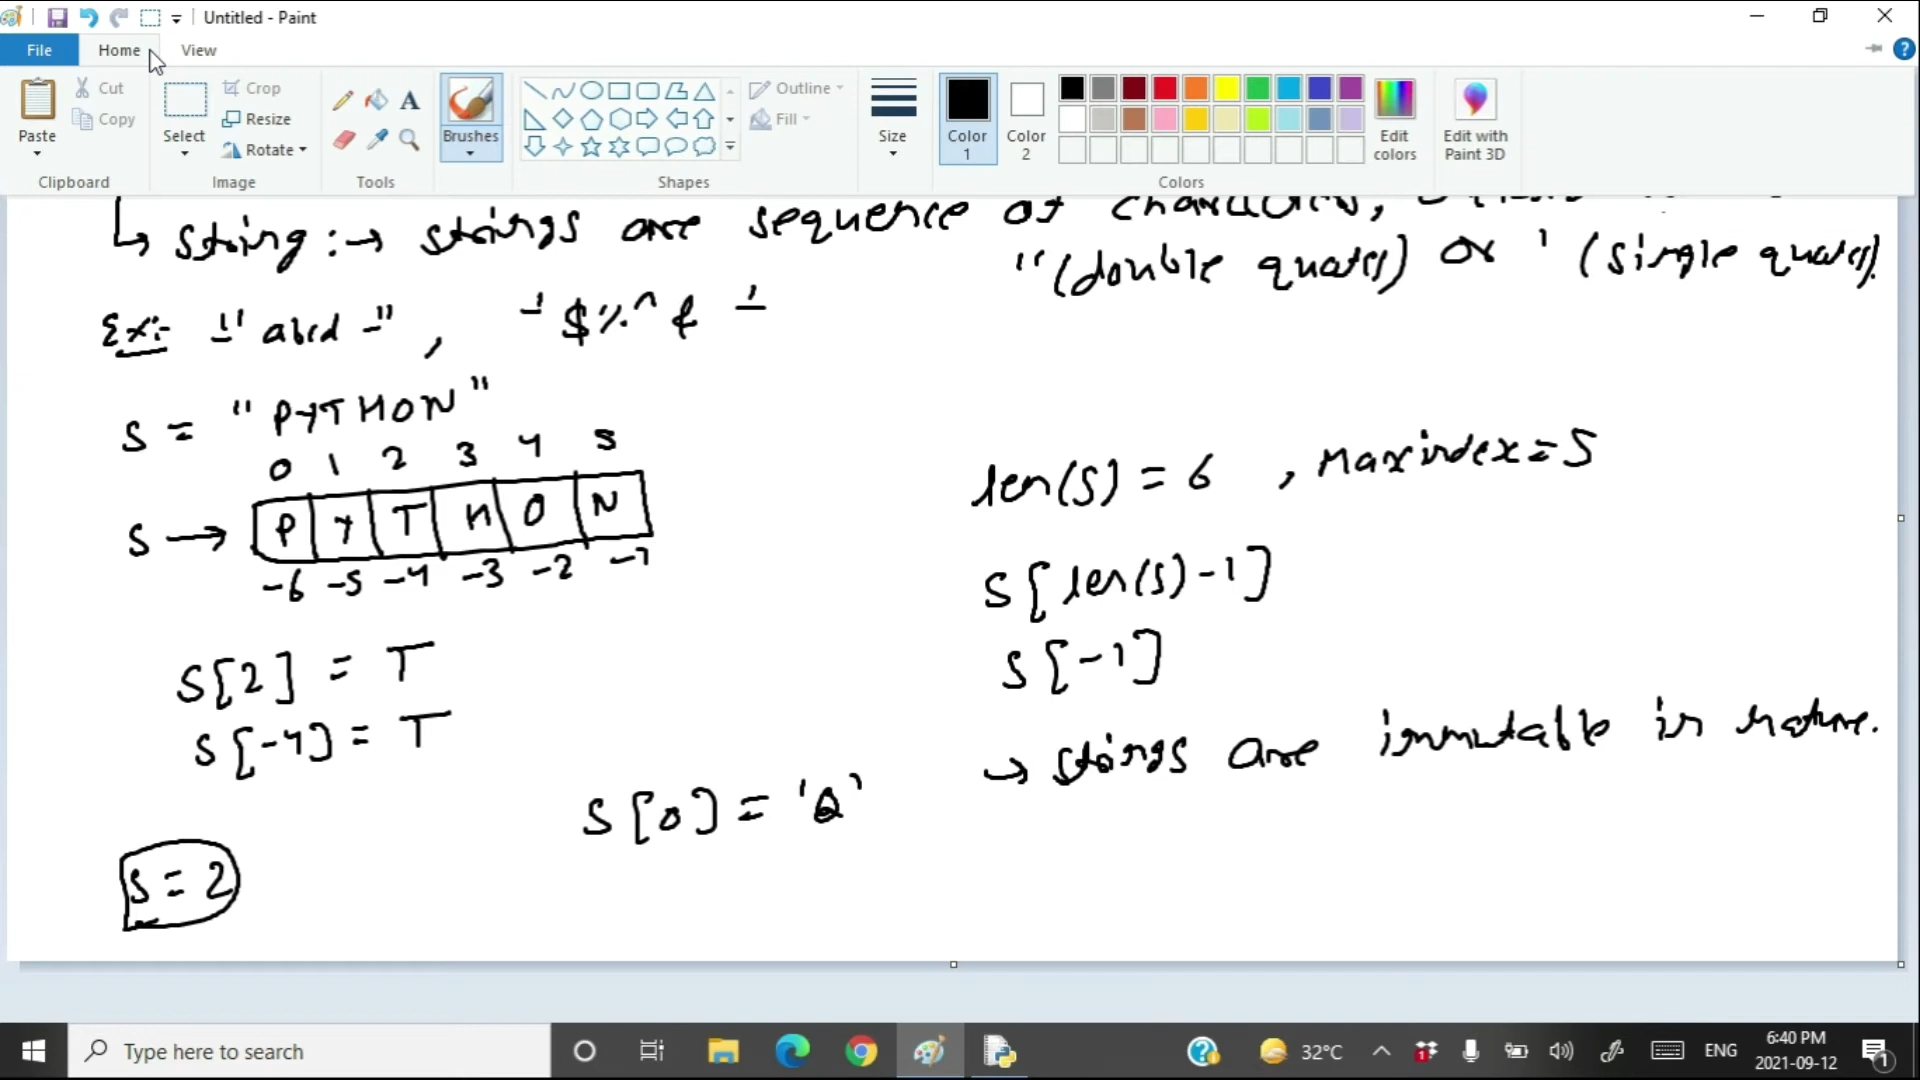 Untitled - Paint
File Home View
Paste
Cut
Copy
Clipboard
Select
Crop
Resize
Rotate
Image
Tools
Brushes
Shapes
Outline
Fill
Size
Color 1
Color 2
Colors
Edit colors
Edit with Paint 3D
↳ string :→ strings are sequence of characters,
" (double quates) or ' (single quates).
Ex:- "abcd", '$%^&'
S = "PYTHON"
0 1 2 3 4 5
S → P Y T H O N
-6 -5 -4 -3 -2 -1
len(S) = 6 , Maxindex = 5
S[len(S)-1]
S[-1]
S[2] = T
S[-4] = T
→ strings are immutable in nature.
S[0] = 'Q'
S = 2
Type here to search
32°C
ENG
6:40 PM
2021-09-12
1